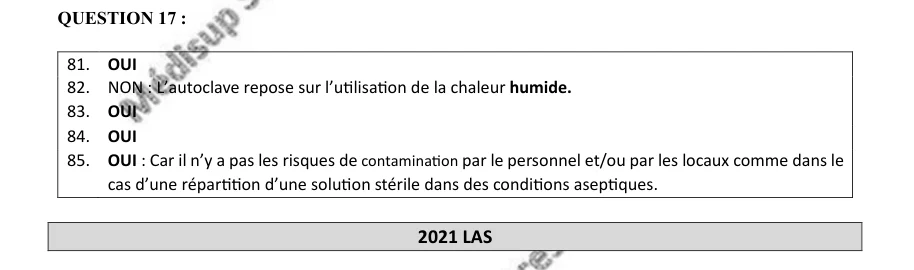 QUESTION 17 :
Médisup S
81. OUI
82. NON : L’autoclave repose sur l’utilisation de la chaleur humide.
83. OUI
84. OUI
85. OUI : Car il n’y a pas les risques de contamination par le personnel et/ou par les locaux comme dans le
cas d’une répartition d’une solution stérile dans des conditions aseptiques.
2021 LAS